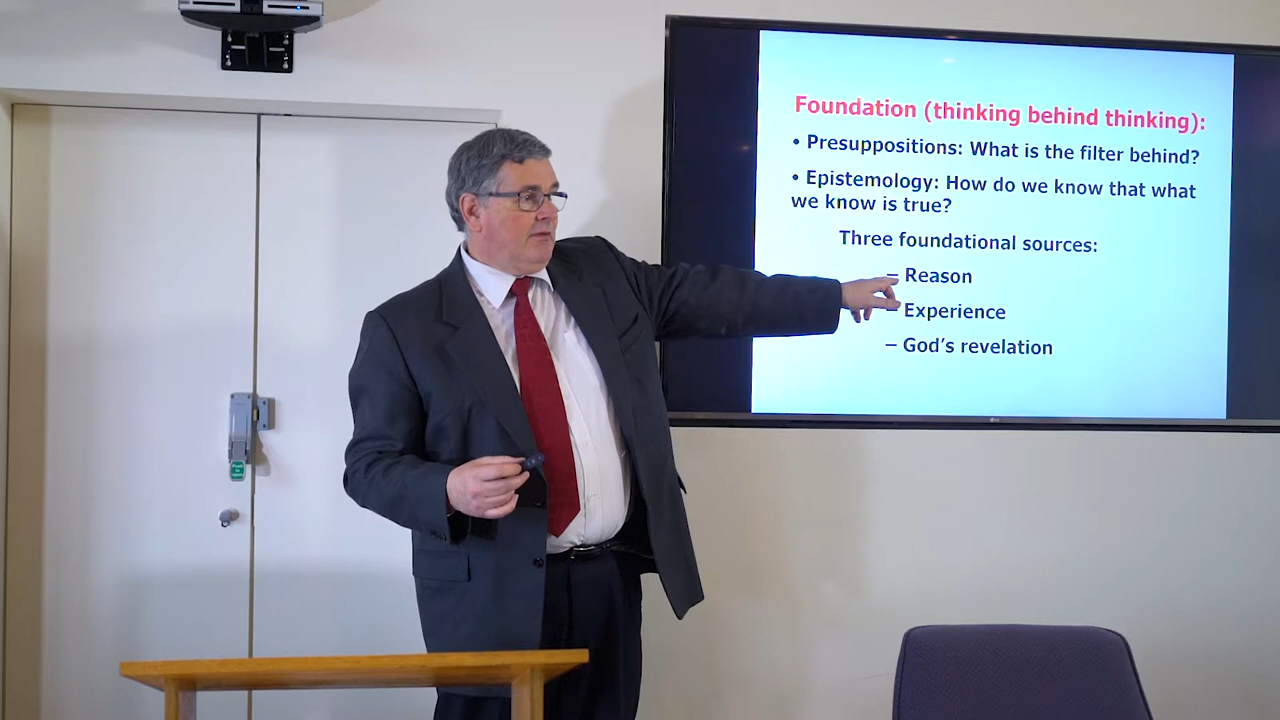 Foundation (thinking behind thinking):
• Presuppositions: What is the filter behind?
• Epistemology: How do we know that what
we know is true?
Three foundational sources:
– Reason
– Experience
– God's revelation
LG